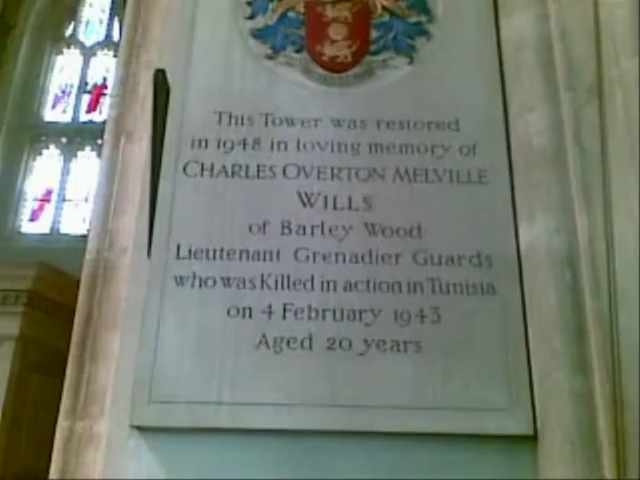 This Tower was restored
in 1948 in loving memory of
CHARLES OVERTON MELVILLE
WILLS
of Barley Wood
Lieutenant Grenadier Guards
who was Killed in action in Tunisia
on 4 February 1943
Aged 20 years